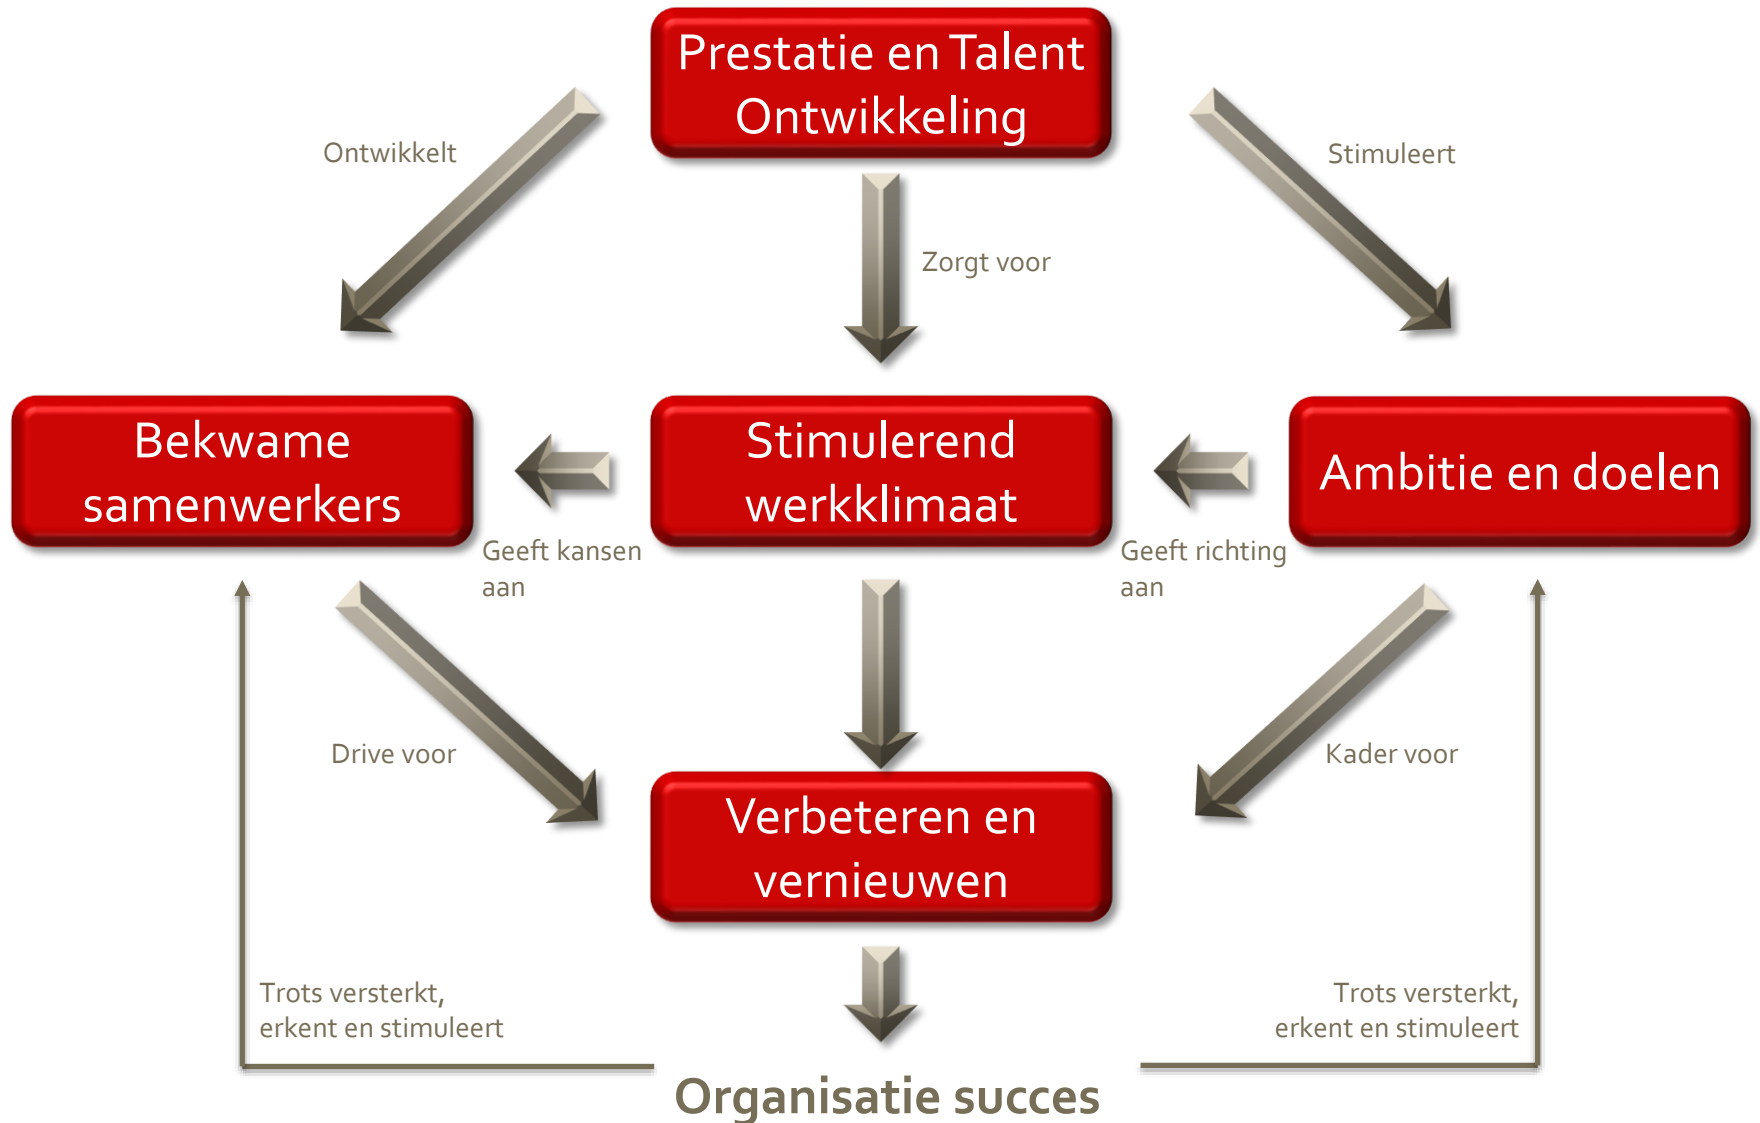 Prestatie en Talent
Ontwikkeling
Ontwikkelt
Stimuleert
Zorgt voor
Bekwame
samenwerkers
Stimulerend
werkklimaat
Ambitie en doelen
Geeft kansen
aan
Geeft richting
aan
Drive voor
Kader voor
Verbeteren en
vernieuwen
Trots versterkt,
erkent en stimuleert
Trots versterkt,
erkent en stimuleert
Organisatie succes